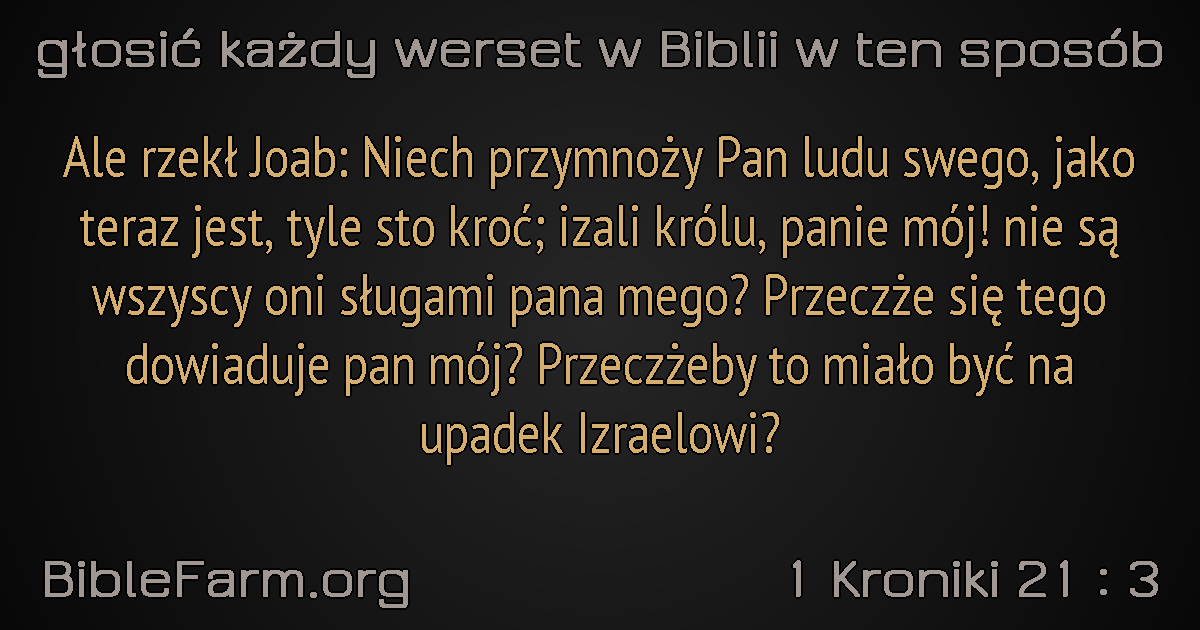 głosić każdy werset w Biblii w ten sposób
Ale rzekł Joab: Niech przymnoży Pan ludu swego, jako
teraz jest, tyle sto kroć; izali królu, panie mój! nie są
wszyscy oni sługami pana mego? Przeczże się tego
dowiaduje pan mój? Przeczżeby to miało być na
upadek Izraelowi?
BibleFarm.org
1 Kroniki 21 : 3